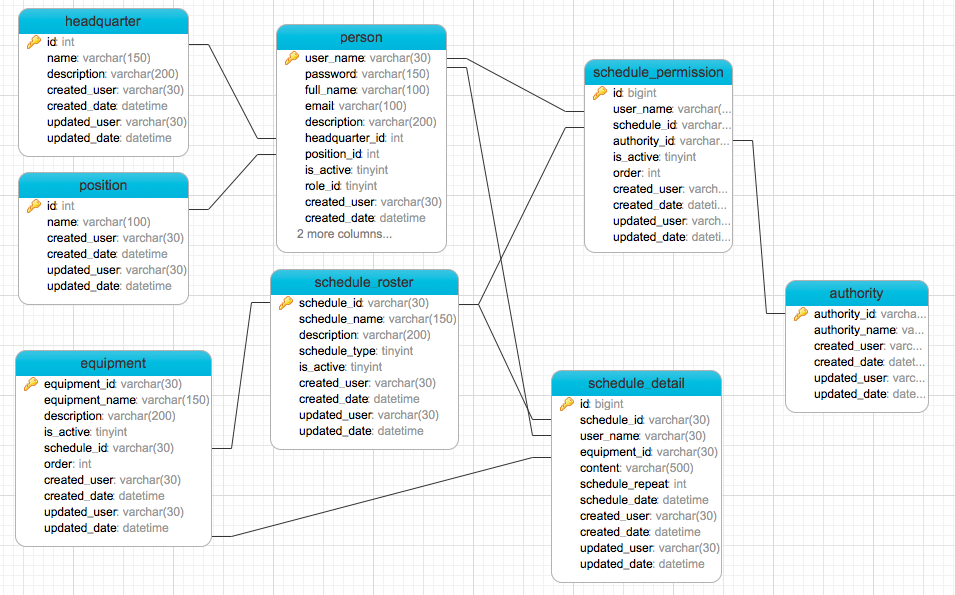 headquarter
id: int
name: varchar(150)
description: varchar(200)
created_user: varchar(30)
created_date: datetime
updated_user: varchar(30)
updated_date: datetime
position
id: int
name: varchar(100)
created_user: varchar(30)
created_date: datetime
updated_user: varchar(30)
updated_date: datetime
equipment
equipment_id: varchar(30)
equipment_name: varchar(150)
description: varchar(200)
is_active: tinyint
schedule_id: varchar(30)
order: int
created_user: varchar(30)
created_date: datetime
updated_user: varchar(30)
updated_date: datetime
person
user_name: varchar(30)
password: varchar(150)
full_name: varchar(100)
email: varchar(100)
description: varchar(200)
headquarter_id: int
position_id: int
is_active: tinyint
role_id: tinyint
created_user: varchar(30)
created_date: datetime
2 more columns...
schedule_roster
schedule_id: varchar(30)
schedule_name: varchar(150)
description: varchar(200)
schedule_type: tinyint
is_active: tinyint
created_user: varchar(30)
created_date: datetime
updated_user: varchar(30)
updated_date: datetime
schedule_permission
id: bigint
user_name: varchar(...
schedule_id: varchar...
authority_id: varchar...
is_active: tinyint
order: int
created_user: varch...
created_date: dateti...
updated_user: varch...
updated_date: dateti...
schedule_detail
id: bigint
schedule_id: varchar(30)
user_name: varchar(30)
equipment_id: varchar(30)
content: varchar(500)
schedule_repeat: int
schedule_date: datetime
created_user: varchar(30)
created_date: datetime
updated_user: varchar(30)
updated_date: datetime
authority
authority_id: varcha...
authority_name: va...
created_user: varc...
created_date: datet...
updated_user: varc...
updated_date: date...